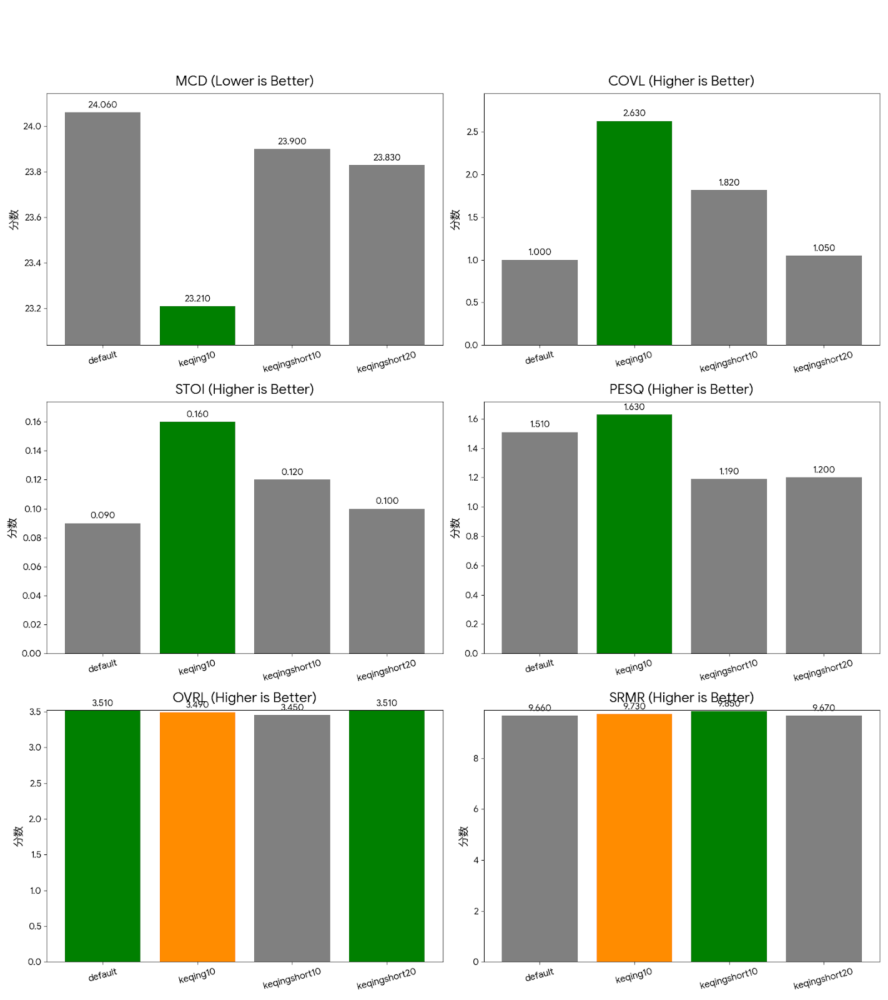 MCD (Lower is Better)
分数
24.0
23.8
23.6
23.4
23.2
24.060
23.210
23.900
23.830
default
keqing10
keqingshort10
keqingshort20
COVL (Higher is Better)
分数
2.5
2.0
1.5
1.0
0.5
0.0
1.000
2.630
1.820
1.050
default
keqing10
keqingshort10
keqingshort20
STOI (Higher is Better)
分数
0.16
0.14
0.12
0.10
0.08
0.06
0.04
0.02
0.00
0.090
0.160
0.120
0.100
default
keqing10
keqingshort10
keqingshort20
PESQ (Higher is Better)
分数
1.6
1.4
1.2
1.0
0.8
0.6
0.4
0.2
0.0
1.510
1.630
1.190
1.200
default
keqing10
keqingshort10
keqingshort20
OVRL (Higher is Better)
分数
3.5
3.0
2.5
2.0
1.5
1.0
0.5
0.0
3.510
3.490
3.450
3.510
default
keqing10
keqingshort10
keqingshort20
SRMR (Higher is Better)
分数
8
6
4
2
0
9.660
9.730
9.850
9.670
default
keqing10
keqingshort10
keqingshort20